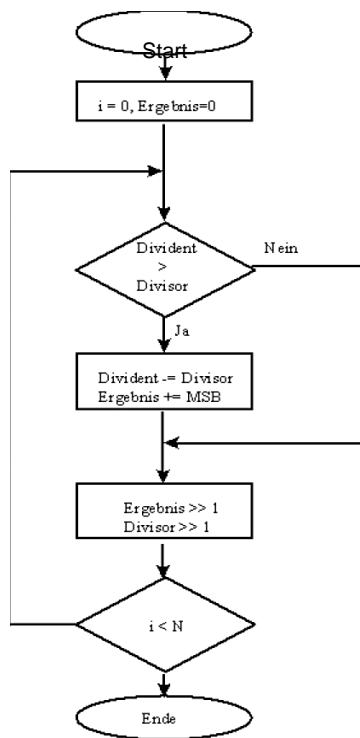 Start
i = 0, Ergebnis=0
Divident
>
Divisor
Nein
Ja
Divident -= Divisor
Ergebnis += MSB
Ergebnis >> 1
Divisor >> 1
i < N
Ende